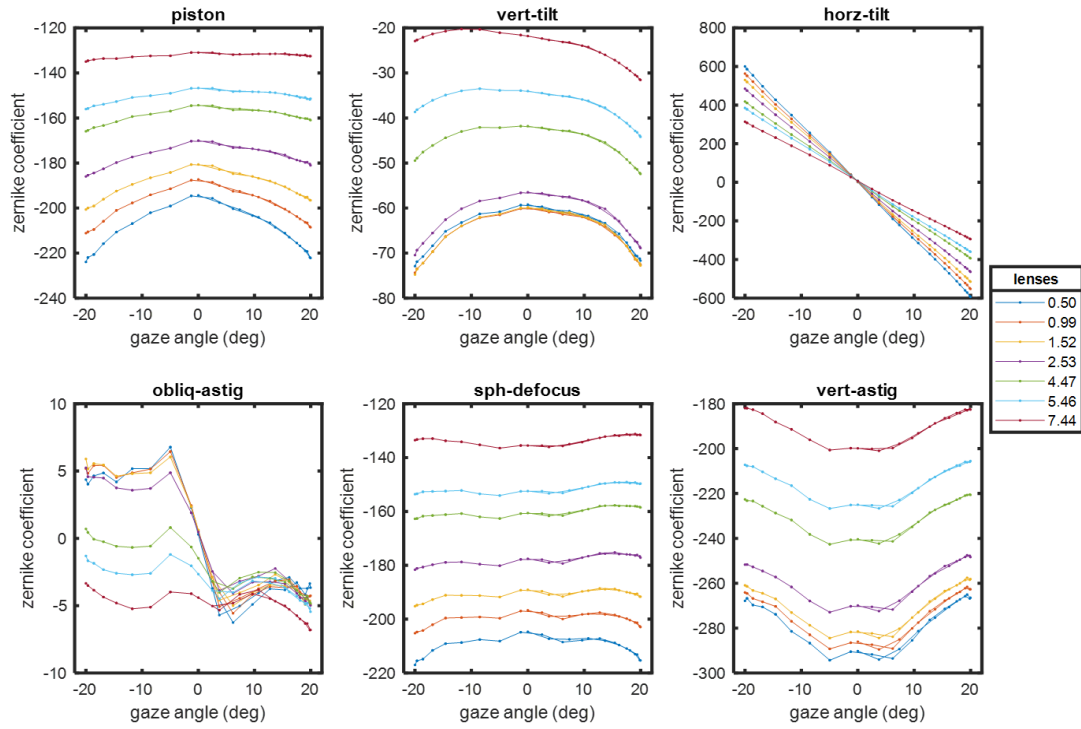 piston
zernike coefficient
-120
-140
-160
-180
-200
-220
-240
-20 -10 0 10 20
gaze angle (deg)
vert-tilt
zernike coefficient
-20
-30
-40
-50
-60
-70
-80
-20 -10 0 10 20
gaze angle (deg)
horz-tilt
zernike coefficient
800
600
400
200
0
-200
-400
-600
-20 -10 0 10 20
gaze angle (deg)
lenses
0.50
0.99
1.52
2.53
4.47
5.46
7.44
obliq-astig
zernike coefficient
10
5
0
-5
-10
-20 -10 0 10 20
gaze angle (deg)
sph-defocus
zernike coefficient
-120
-140
-160
-180
-200
-220
-20 -10 0 10 20
gaze angle (deg)
vert-astig
zernike coefficient
-180
-200
-220
-240
-260
-280
-300
-20 -10 0 10 20
gaze angle (deg)